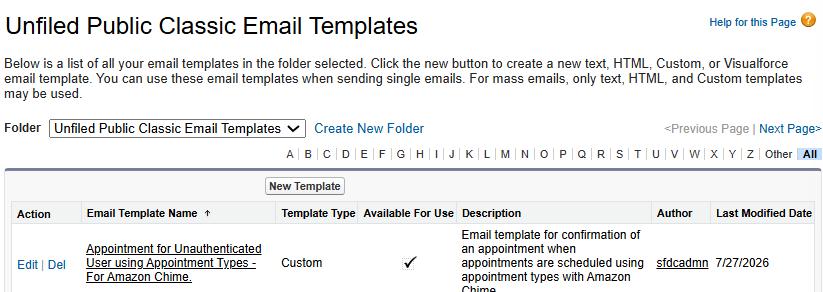 Unfiled Public Classic Email Templates
Help for this Page ?
Below is a list of all your email templates in the folder selected. Click the new button to create a new text, HTML, Custom, or Visualforce
email template. You can use these email templates when sending single emails. For mass emails, only text, HTML, and Custom templates
may be used.
Folder Unfiled Public Classic Email Templates Create New Folder <Previous Page | Next Page>
A | B | C | D | E | F | G | H | I | J | K | L | M | N | O | P | Q | R | S | T | U | V | W | X | Y | Z | Other | All
New Template
Action Email Template Name ↑ Template Type Available For Use Description Author Last Modified Date
Edit | Del
Appointment for Unauthenticated
User using Appointment Types -
For Amazon Chime.
Custom
Email template for confirmation of
an appointment when
appointments are scheduled using
appointment types with Amazon
Chime.
sfdcadmn
7/27/2026